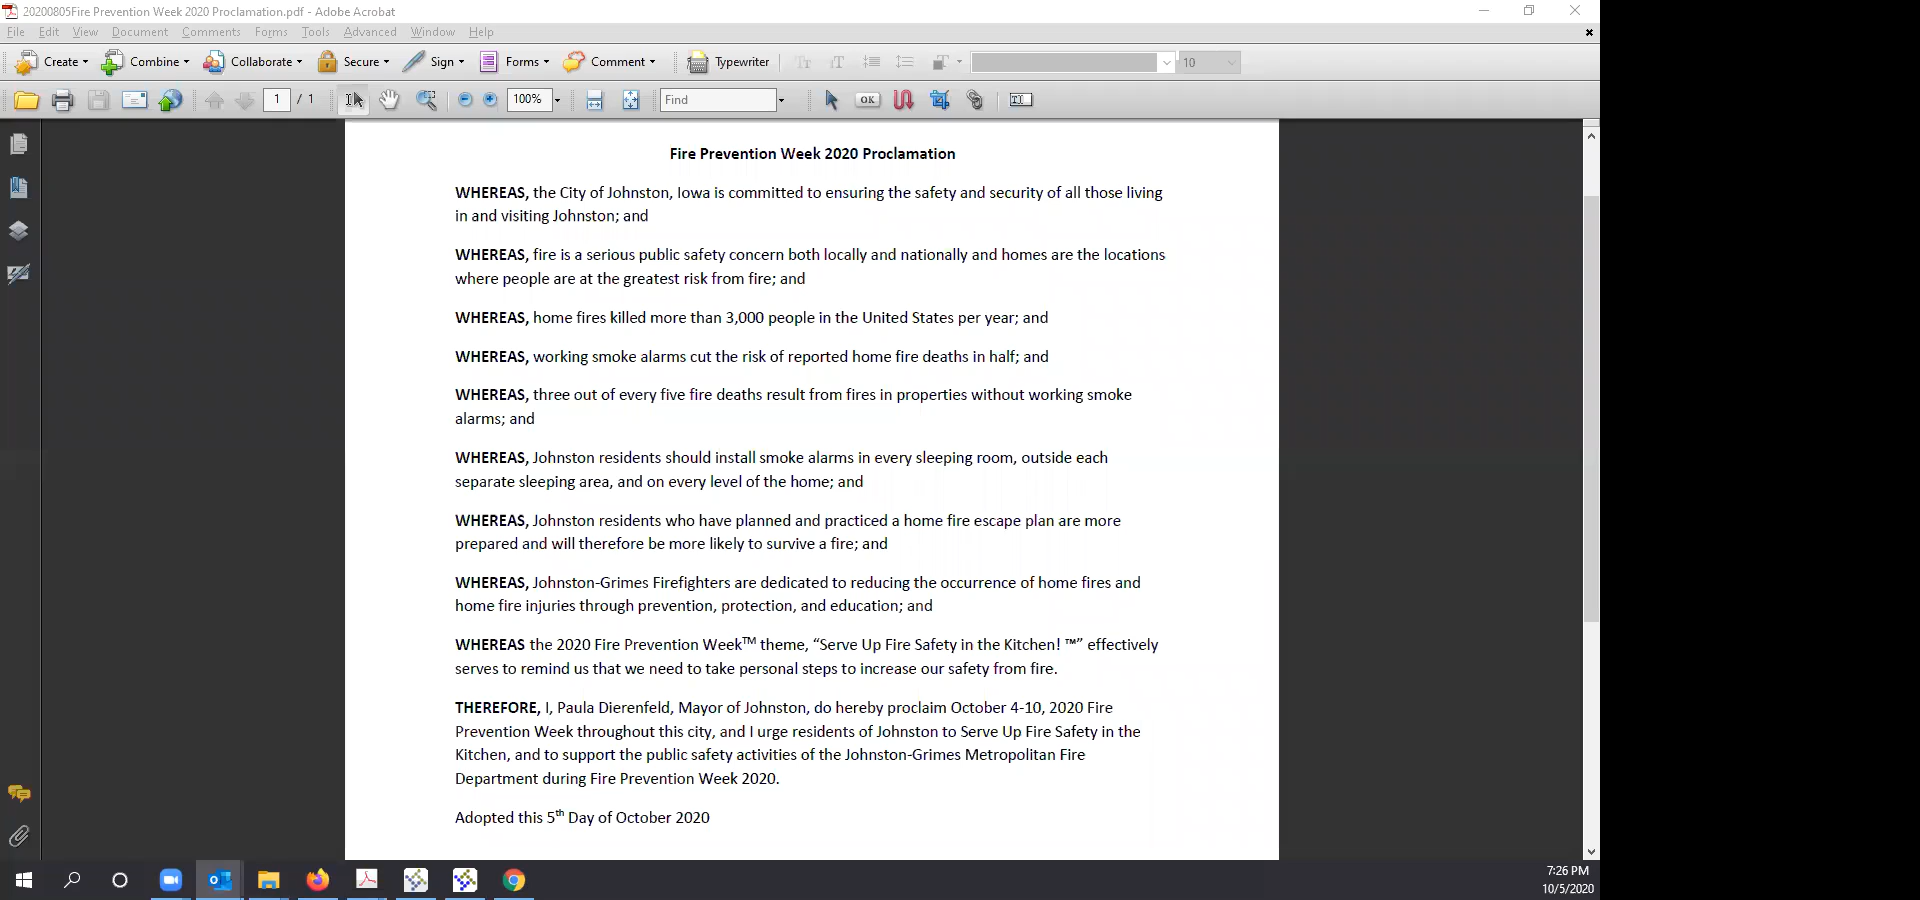 20200805Fire Prevention Week 2020 Proclamation.pdf - Adobe Acrobat
File Edit View Document Comments Forms Tools Advanced Window Help
Create Combine Collaborate Secure Sign Forms Comment Typewriter 10
1 / 1 100% Find OK
Fire Prevention Week 2020 Proclamation
WHEREAS, the City of Johnston, Iowa is committed to ensuring the safety and security of all those living
in and visiting Johnston; and
WHEREAS, fire is a serious public safety concern both locally and nationally and homes are the locations
where people are at the greatest risk from fire; and
WHEREAS, home fires killed more than 3,000 people in the United States per year; and
WHEREAS, working smoke alarms cut the risk of reported home fire deaths in half; and
WHEREAS, three out of every five fire deaths result from fires in properties without working smoke
alarms; and
WHEREAS, Johnston residents should install smoke alarms in every sleeping room, outside each
separate sleeping area, and on every level of the home; and
WHEREAS, Johnston residents who have planned and practiced a home fire escape plan are more
prepared and will therefore be more likely to survive a fire; and
WHEREAS, Johnston-Grimes Firefighters are dedicated to reducing the occurrence of home fires and
home fire injuries through prevention, protection, and education; and
WHEREAS the 2020 Fire Prevention Week™ theme, “Serve Up Fire Safety in the Kitchen! ™” effectively
serves to remind us that we need to take personal steps to increase our safety from fire.
THEREFORE, I, Paula Dierenfeld, Mayor of Johnston, do hereby proclaim October 4-10, 2020 Fire
Prevention Week throughout this city, and I urge residents of Johnston to Serve Up Fire Safety in the
Kitchen, and to support the public safety activities of the Johnston-Grimes Metropolitan Fire
Department during Fire Prevention Week 2020.
Adopted this 5th Day of October 2020
7:26 PM
10/5/2020